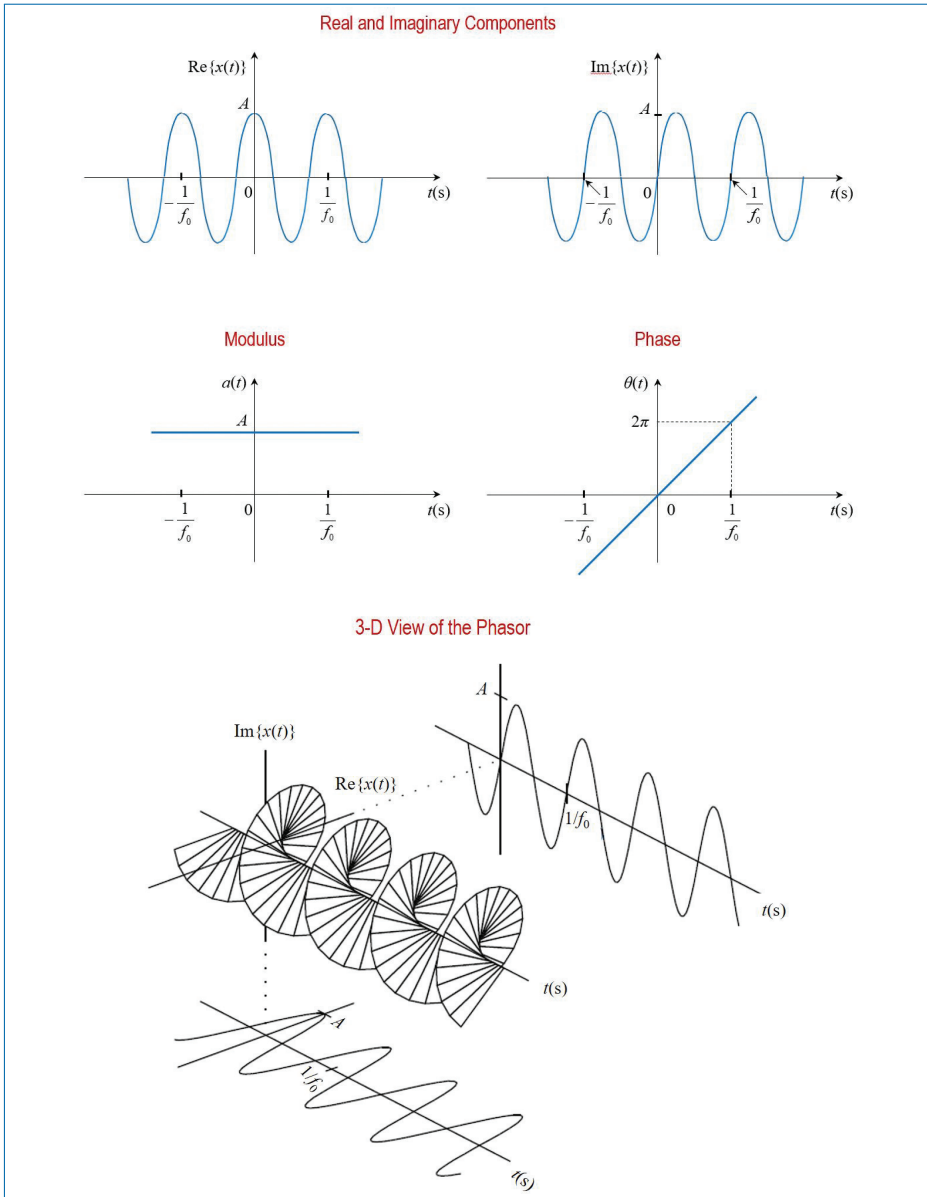 Real and Imaginary Components
Re{x(t)}
A
0
t(s)
−1/f₀
1/f₀
Im{x(t)}
A
0
t(s)
−1/f₀
1/f₀
Modulus
a(t)
A
0
t(s)
−1/f₀
1/f₀
Phase
θ(t)
2π
0
t(s)
−1/f₀
1/f₀
3-D View of the Phasor
A
Im{x(t)}
Re{x(t)}
1/f₀
t(s)
t(s)
A
1/f₀
t(s)